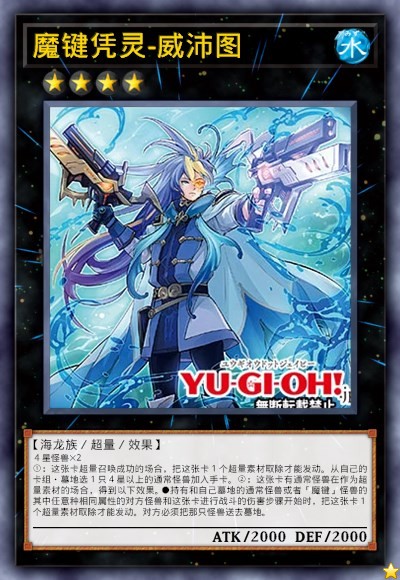 魔键凭灵-威沛图
水
【海龙族/超量/效果】
4星怪兽×2
①：这张卡超量召唤成功的场合，把这张卡1个超量素材取除才能发动。从自己的
卡组·墓地选1只4星以上的通常怪兽加入手卡。②：这张卡有通常怪兽在作为超
量素材的场合，得到以下效果。●持有和自己墓地的通常怪兽或者「魔键」怪兽的
其中任意种相同属性的对方怪兽和这张卡进行战斗的伤害步骤开始时，把这张卡1
个超量素材取除才能发动。对方必须把那只怪兽送去墓地。
ユウギオウドットジェイピー
YU-GI-OH!.jp
無断転載禁止
ATK/2000 DEF/2000